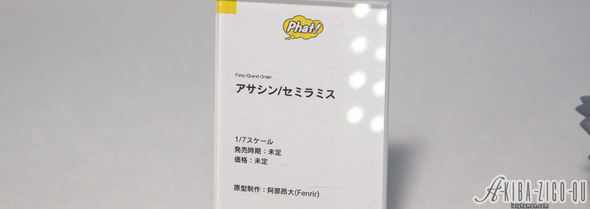 Phat!
Fate/Grand Order
アサシン/セミラミス
1/7スケール
発売時期：未定
価格：未定
原型制作：阿部昂大(Fenrir)
AKIBA-ZIGO-QU